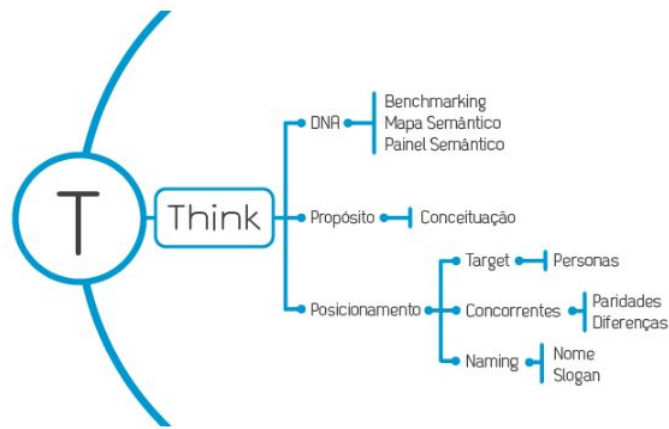 T
Think
DNA
Benchmarking
Mapa Semântico
Painel Semântico
Propósito
Conceituação
Posicionamento
Target
Personas
Concorrentes
Paridades
Diferenças
Naming
Nome
Slogan